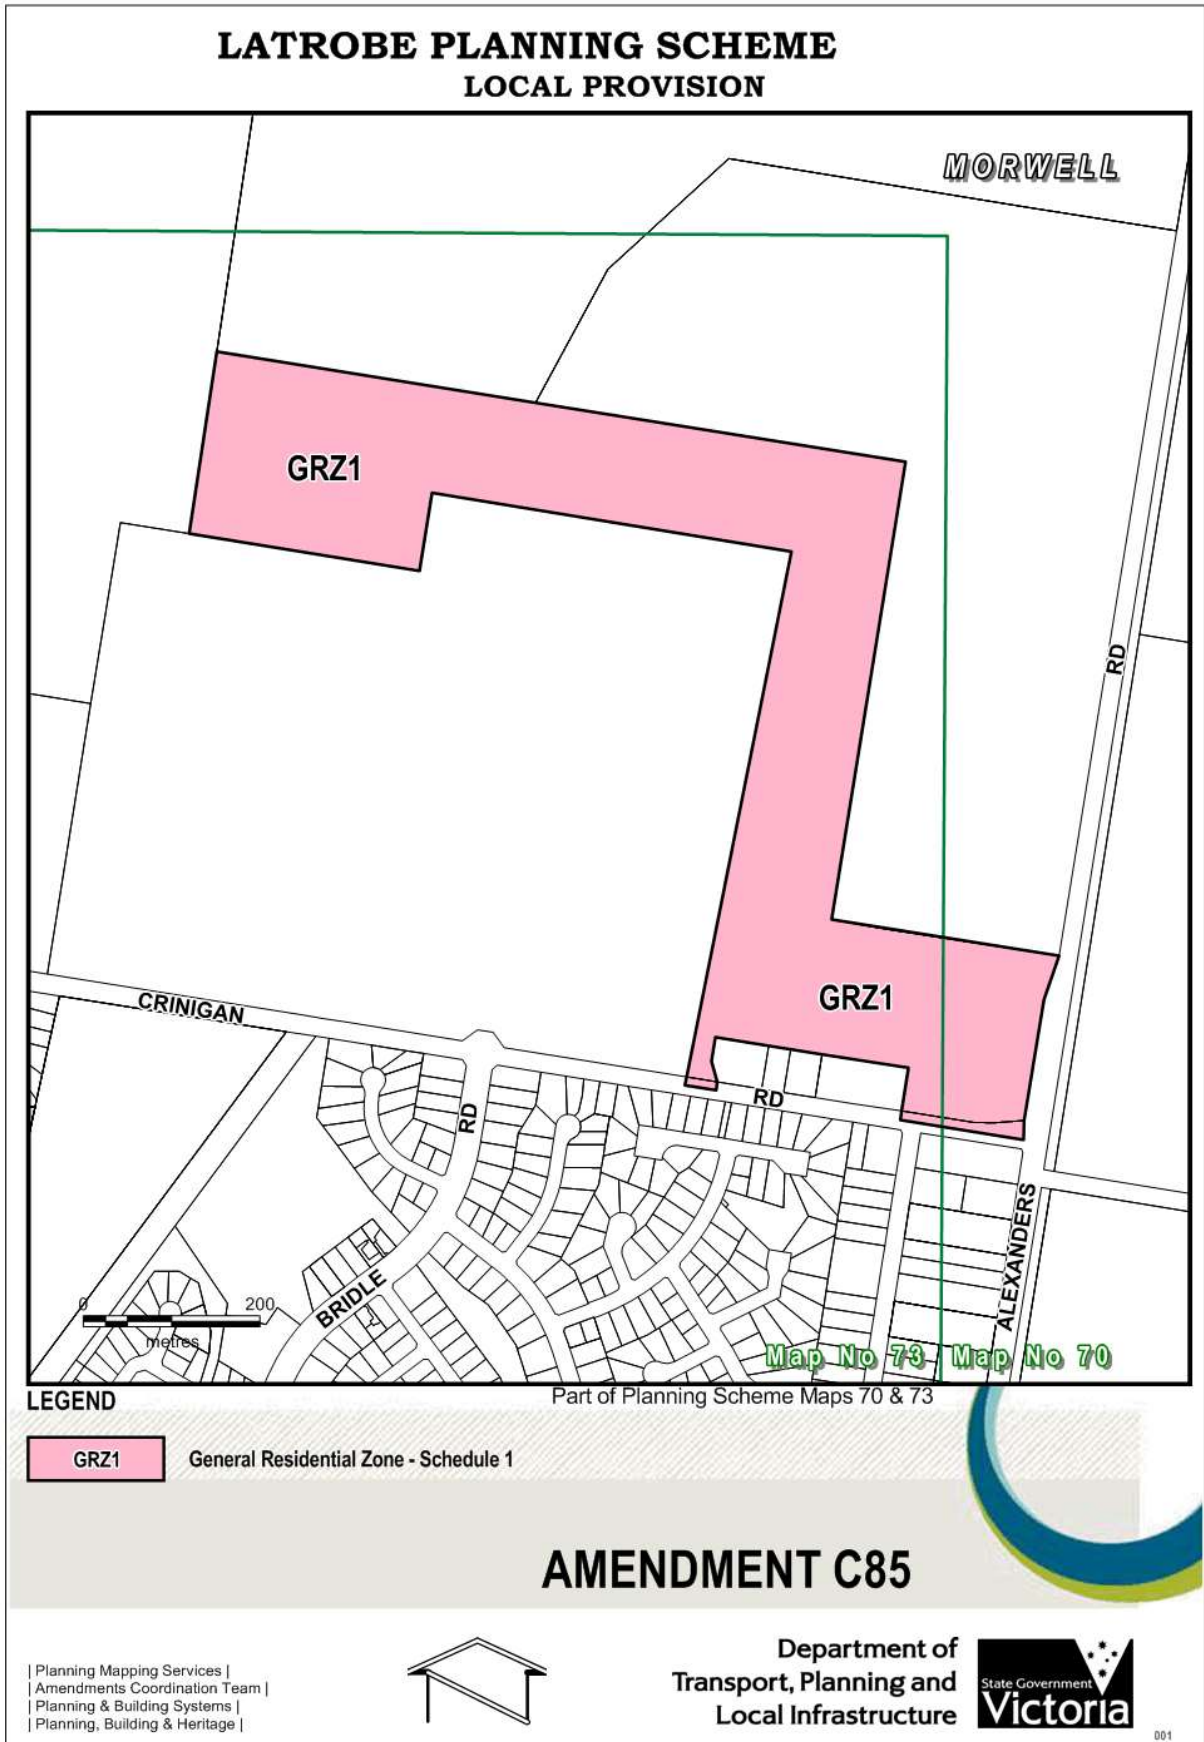 LATROBE PLANNING SCHEME
LOCAL PROVISION
MORWELL
GRZ1
RD
GRZ1
CRINIGAN
RD
RD
ALEXANDERS
BRIDLE
0 200
metres
Map No 73 Map No 70
LEGEND
Part of Planning Scheme Maps 70 & 73
GRZ1 General Residential Zone - Schedule 1
AMENDMENT C85
| Planning Mapping Services |
| Amendments Coordination Team |
| Planning & Building Systems |
| Planning, Building & Heritage |
Department of
Transport, Planning and
Local Infrastructure
State Government
Victoria
001